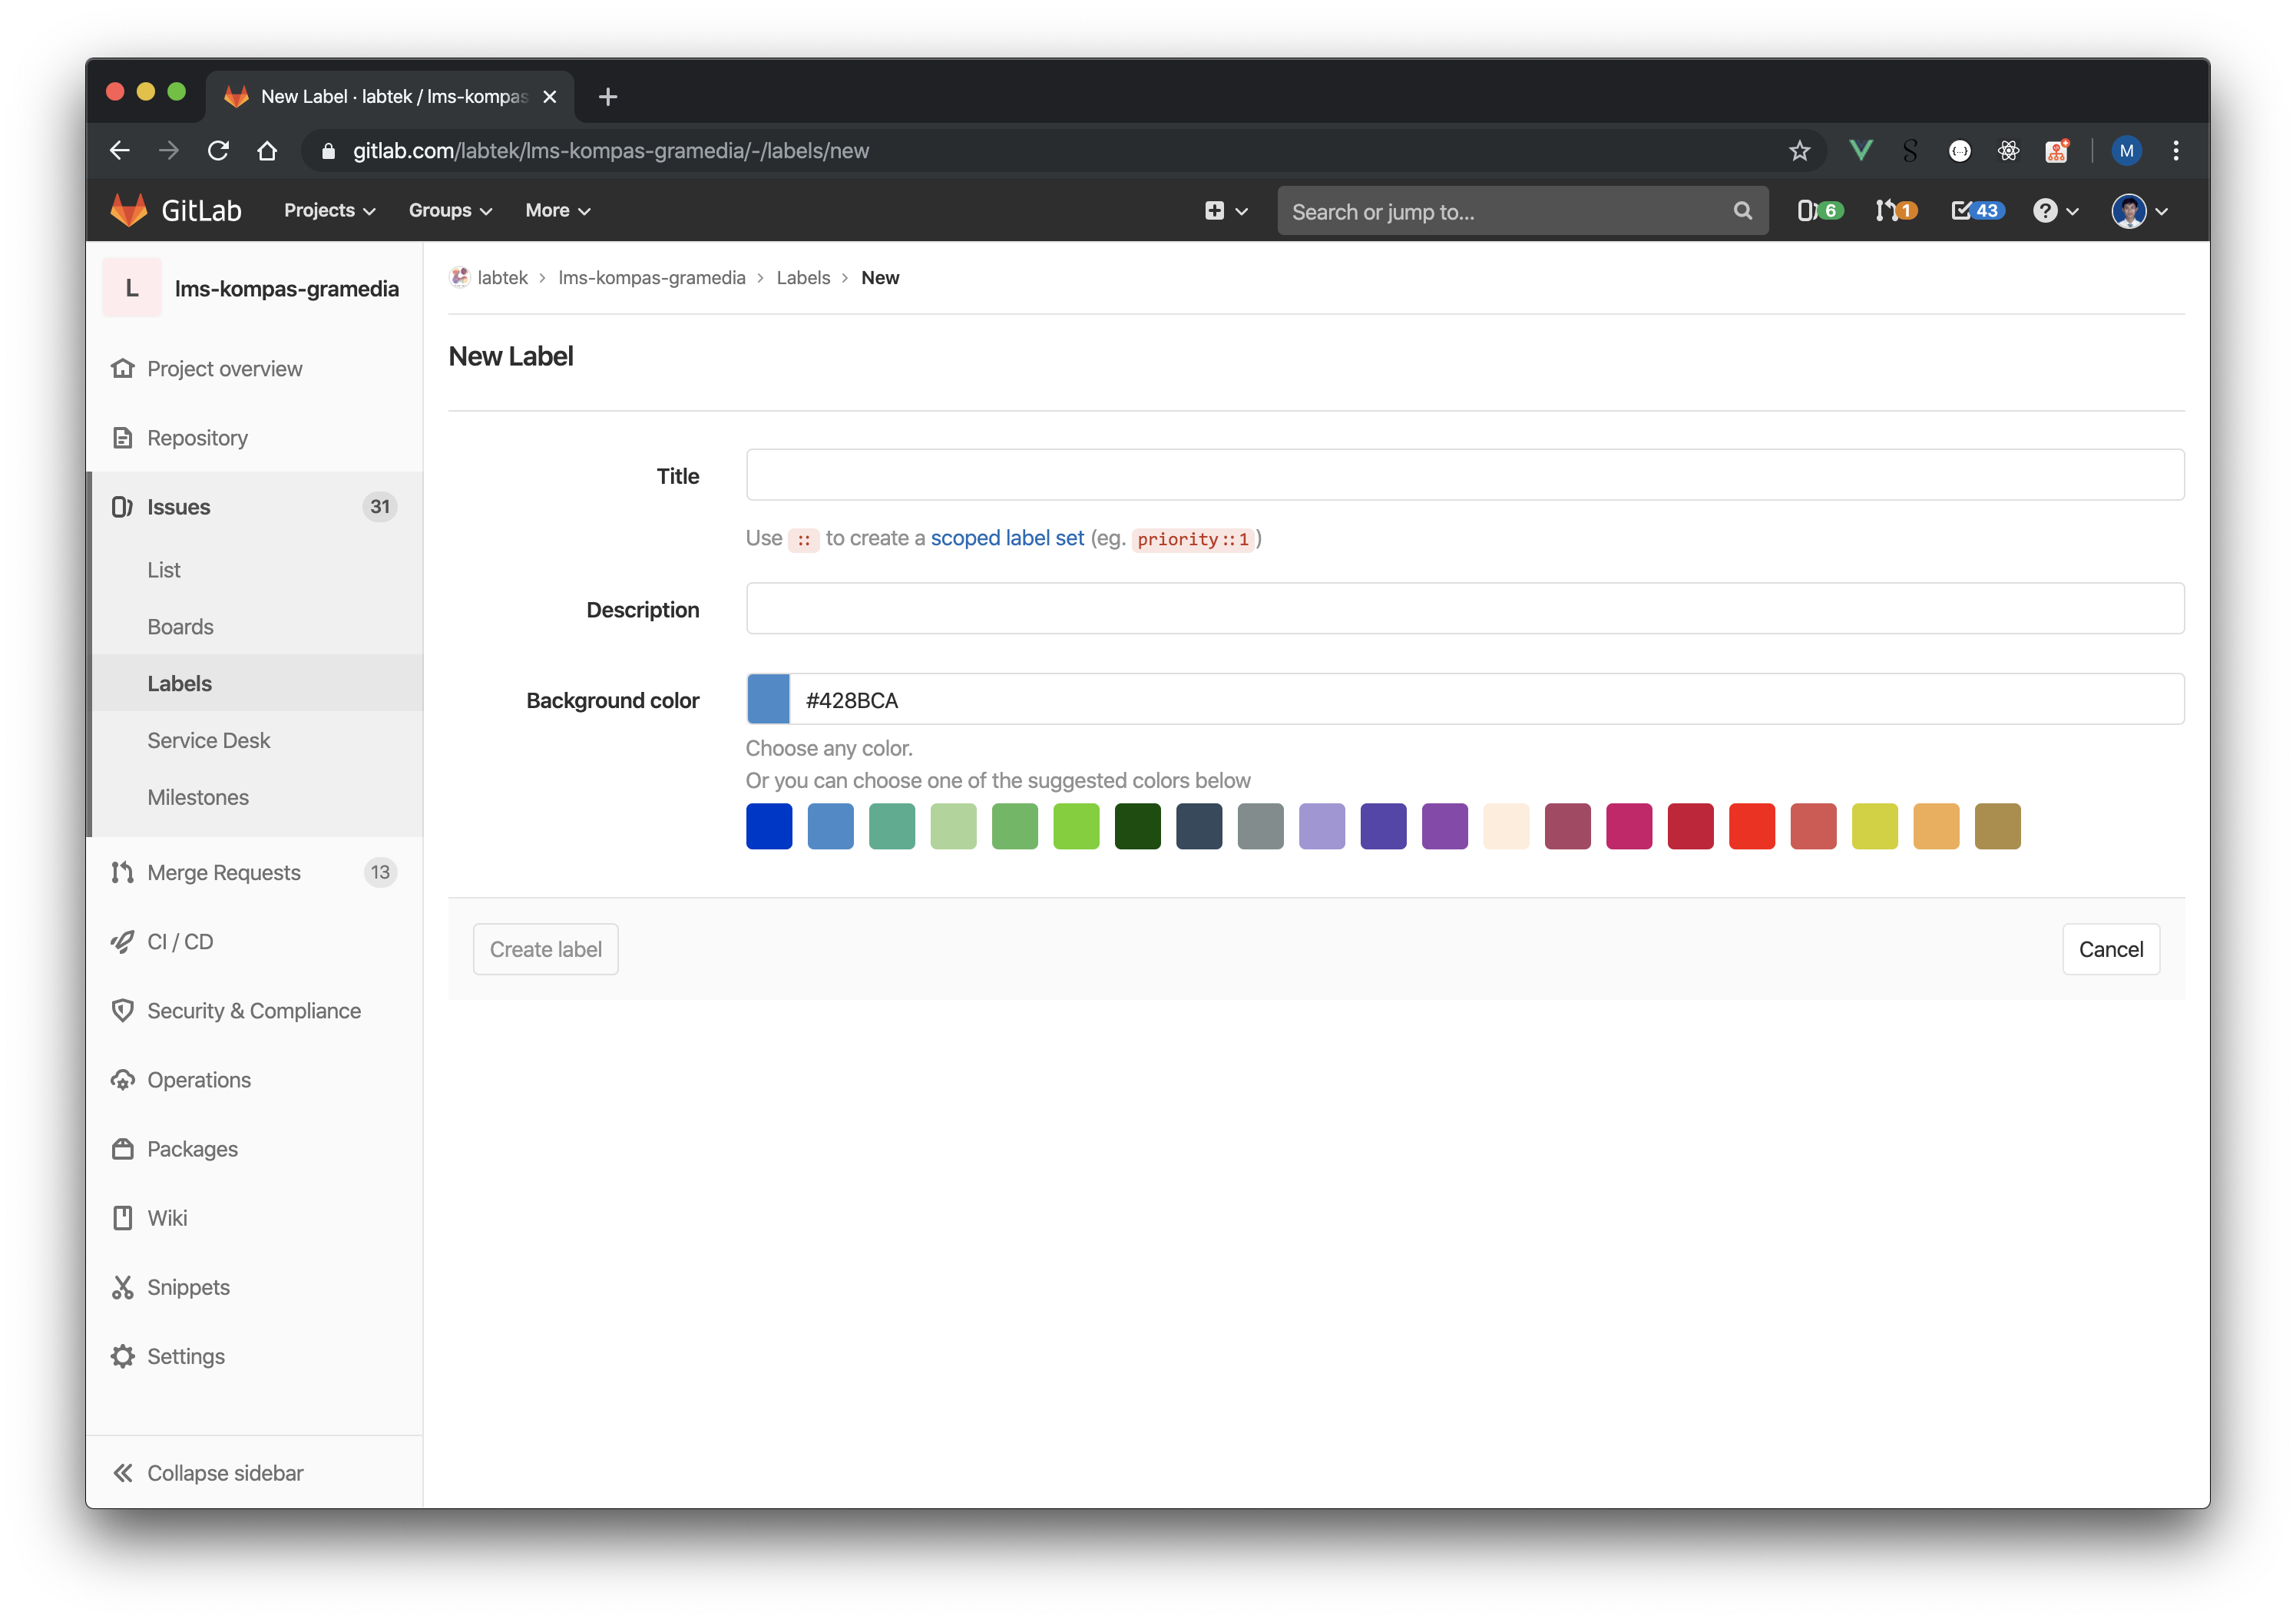 New Label · labtek / lms-kompas
gitlab.com/labtek/lms-kompas-gramedia/-/labels/new
M
GitLab
Projects
Groups
More
Search or jump to...
6
1
43
L
lms-kompas-gramedia
Project overview
Repository
Issues
31
List
Boards
Labels
Service Desk
Milestones
Merge Requests
13
CI / CD
Security & Compliance
Operations
Packages
Wiki
Snippets
Settings
Collapse sidebar
labtek > lms-kompas-gramedia > Labels > New
New Label
Title
Use :: to create a scoped label set (eg. priority::1)
Description
Background color
#428BCA
Choose any color.
Or you can choose one of the suggested colors below
Create label
Cancel